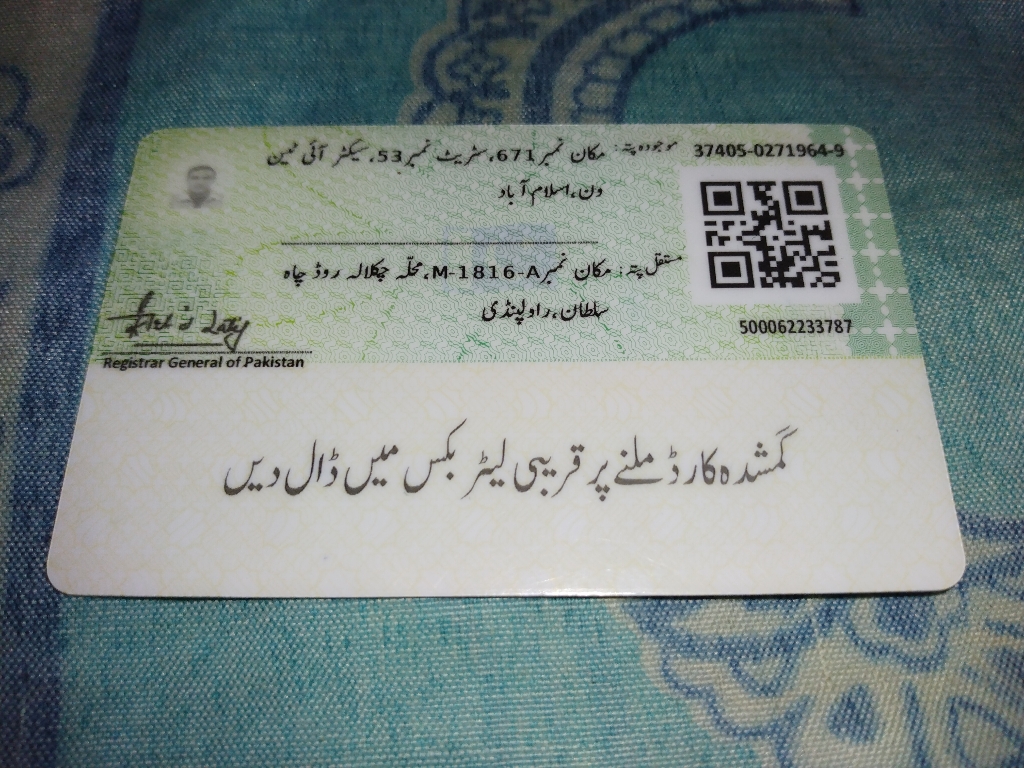 37405-0271964-9
موجودہ پتہ: مکان نمبر 671، سٹریٹ نمبر 53، سیکٹر آئی ٹین
ون، اسلام آباد
مستقل پتہ: مکان نمبر M-1816-A، محلّہ چکلالہ روڈ چاہ
سلطان، راولپنڈی
500062233787
Registrar General of Pakistan
گمشدہ کارڈ ملنے پر قریبی لیٹر بکس میں ڈال دیں